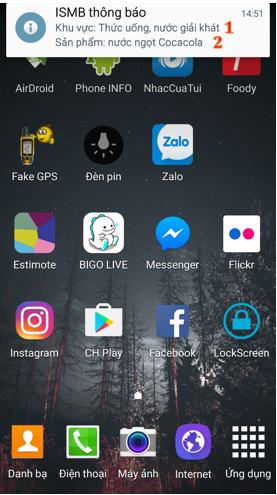 ISMB thông báo 14:51
Khu vực: Thức uống, nước giải khát 1
Sản phẩm: nước ngọt Cocacola 2
AirDroid Phone INFO NhacCuaTui Foody
Fake GPS Đèn pin Zalo
Zalo
Estimote BIGO LIVE Messenger Flickr
Instagram CH Play Facebook LockScreen
Danh bạ Điện thoại Máy ảnh Internet Ứng dụng